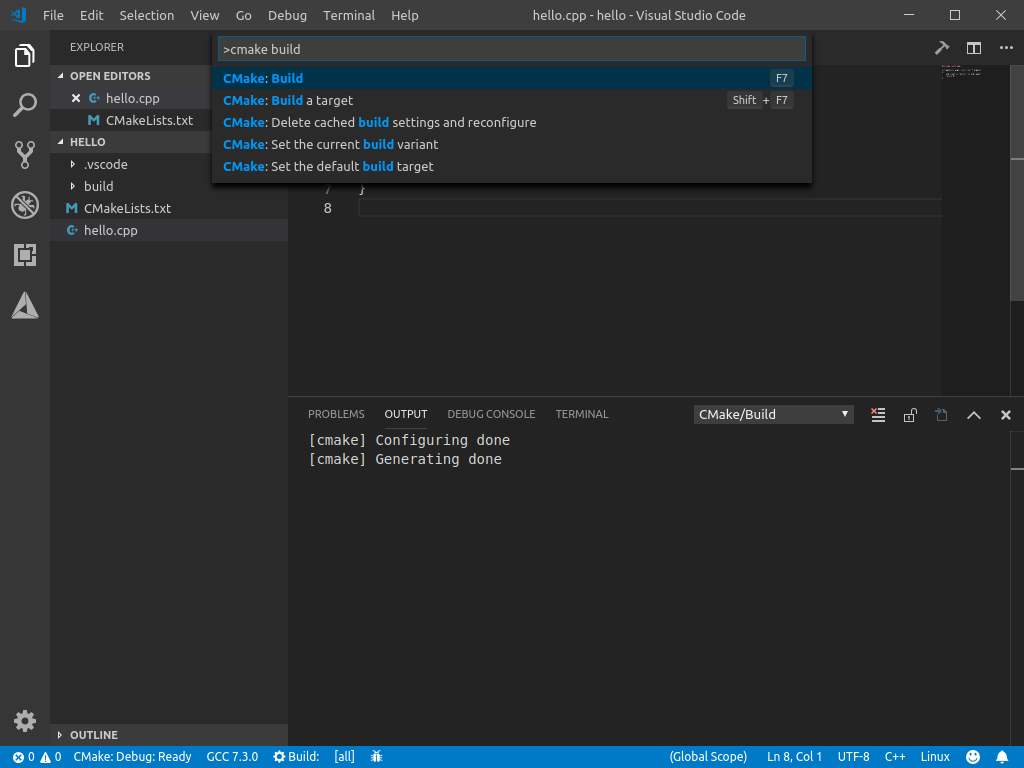 File Edit Selection View Go Debug Terminal Help hello.cpp - hello - Visual Studio Code
EXPLORER
>cmake build
OPEN EDITORS
CMake: Build F7
hello.cpp
CMake: Build a target Shift + F7
CMakeLists.txt
CMake: Delete cached build settings and reconfigure
HELLO
CMake: Set the current build variant
.vscode
CMake: Set the default build target
build
7 }
CMakeLists.txt
8
hello.cpp
PROBLEMS OUTPUT DEBUG CONSOLE TERMINAL CMake/Build
[cmake] Configuring done
[cmake] Generating done
OUTLINE
0 0 CMake: Debug: Ready GCC 7.3.0 Build: [all] (Global Scope) Ln 8, Col 1 UTF-8 C++ Linux